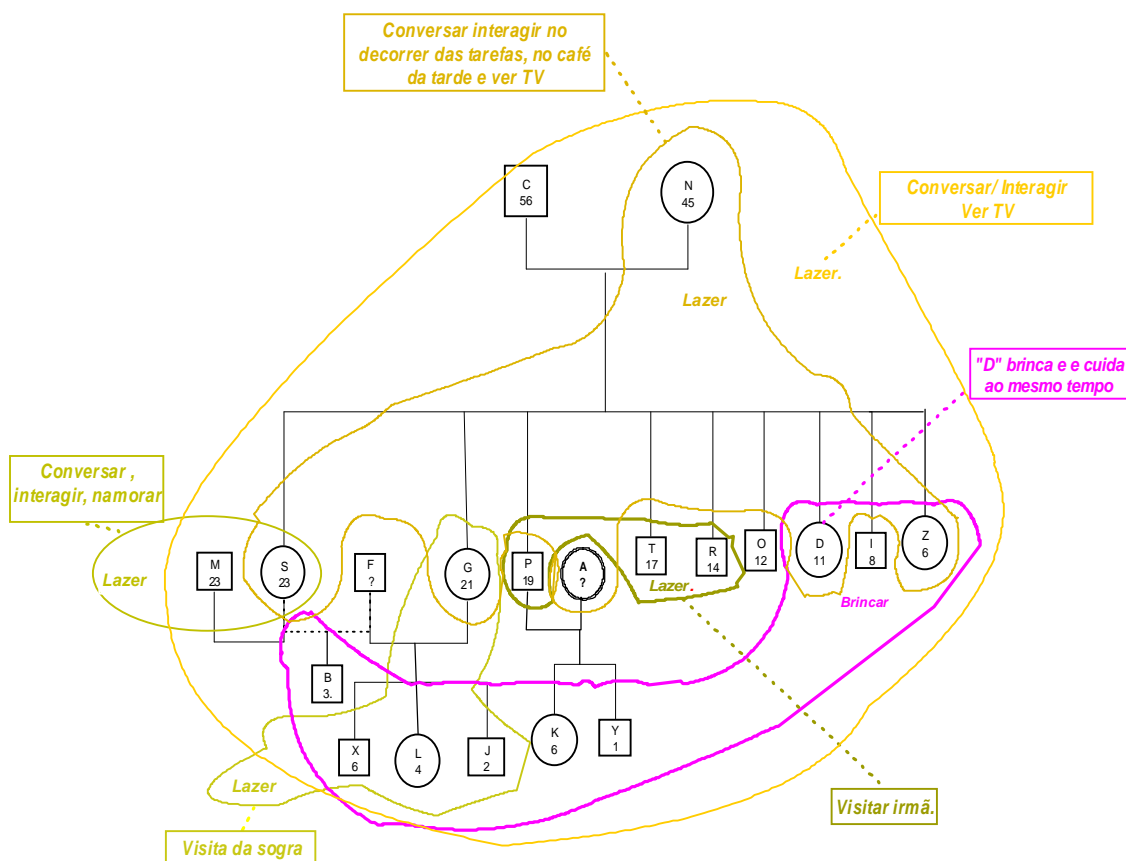 Conversar interagir no
decorrer das tarefas, no café
da tarde e ver TV
C
56
N
45
Conversar/ Interagir
Ver TV
Lazer.
Lazer
"D" brinca e e cuida
ao mesmo tempo
Conversar ,
interagir, namorar
Lazer
M
23
S
23
F
?
G
21
P
19
A
?
T
17
R
14
O
12
D
11
I
8
Z
6
Lazer.
Brincar
B
3.
X
6
L
4
J
2
K
6
Y
1
Lazer
Visitar irmã.
Visita da sogra